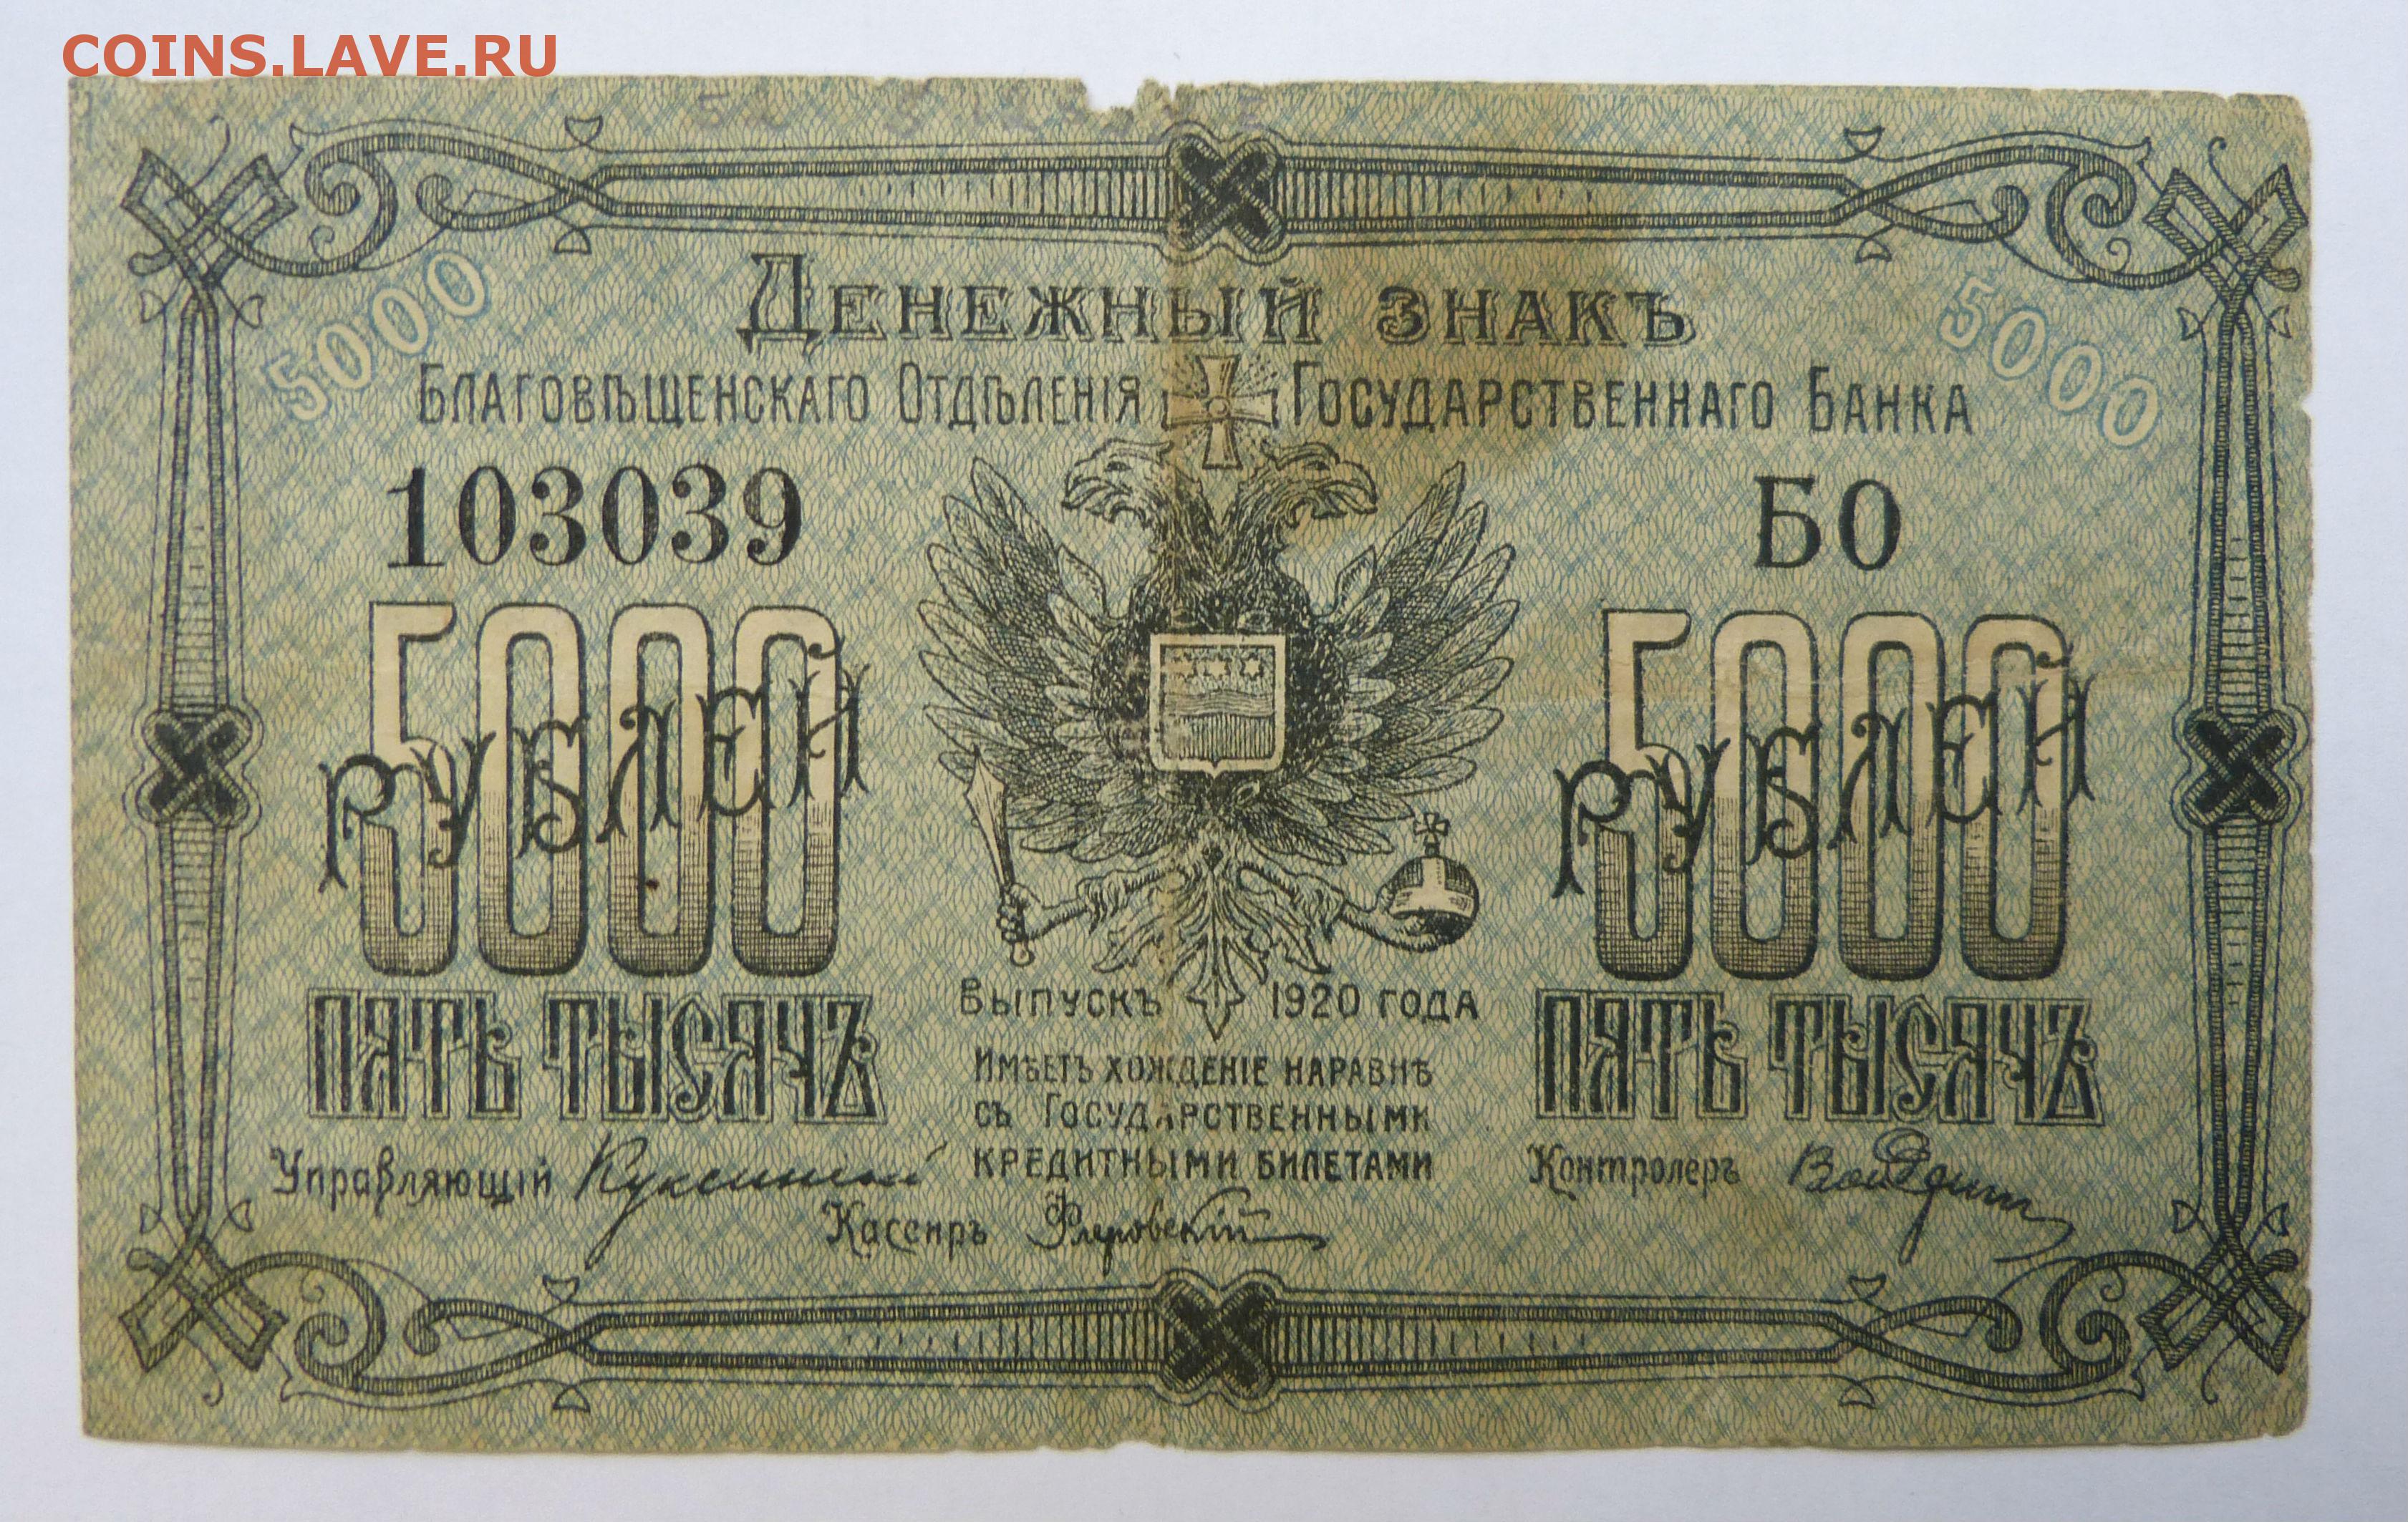 COINS.LAVE.RU
5000
5000
Денежный знакъ
Благовѣщенскаго Отдѣленія Государственнаго Банка
103039
БО
5000
рублей
пять тысячъ
5000
рублей
пять тысячъ
Выпускъ 1920 года
Имѣетъ хожденіе наравнѣ
съ Государственными
кредитными билетами
Управляющій
Кассиръ Флеровскій
Контролеръ